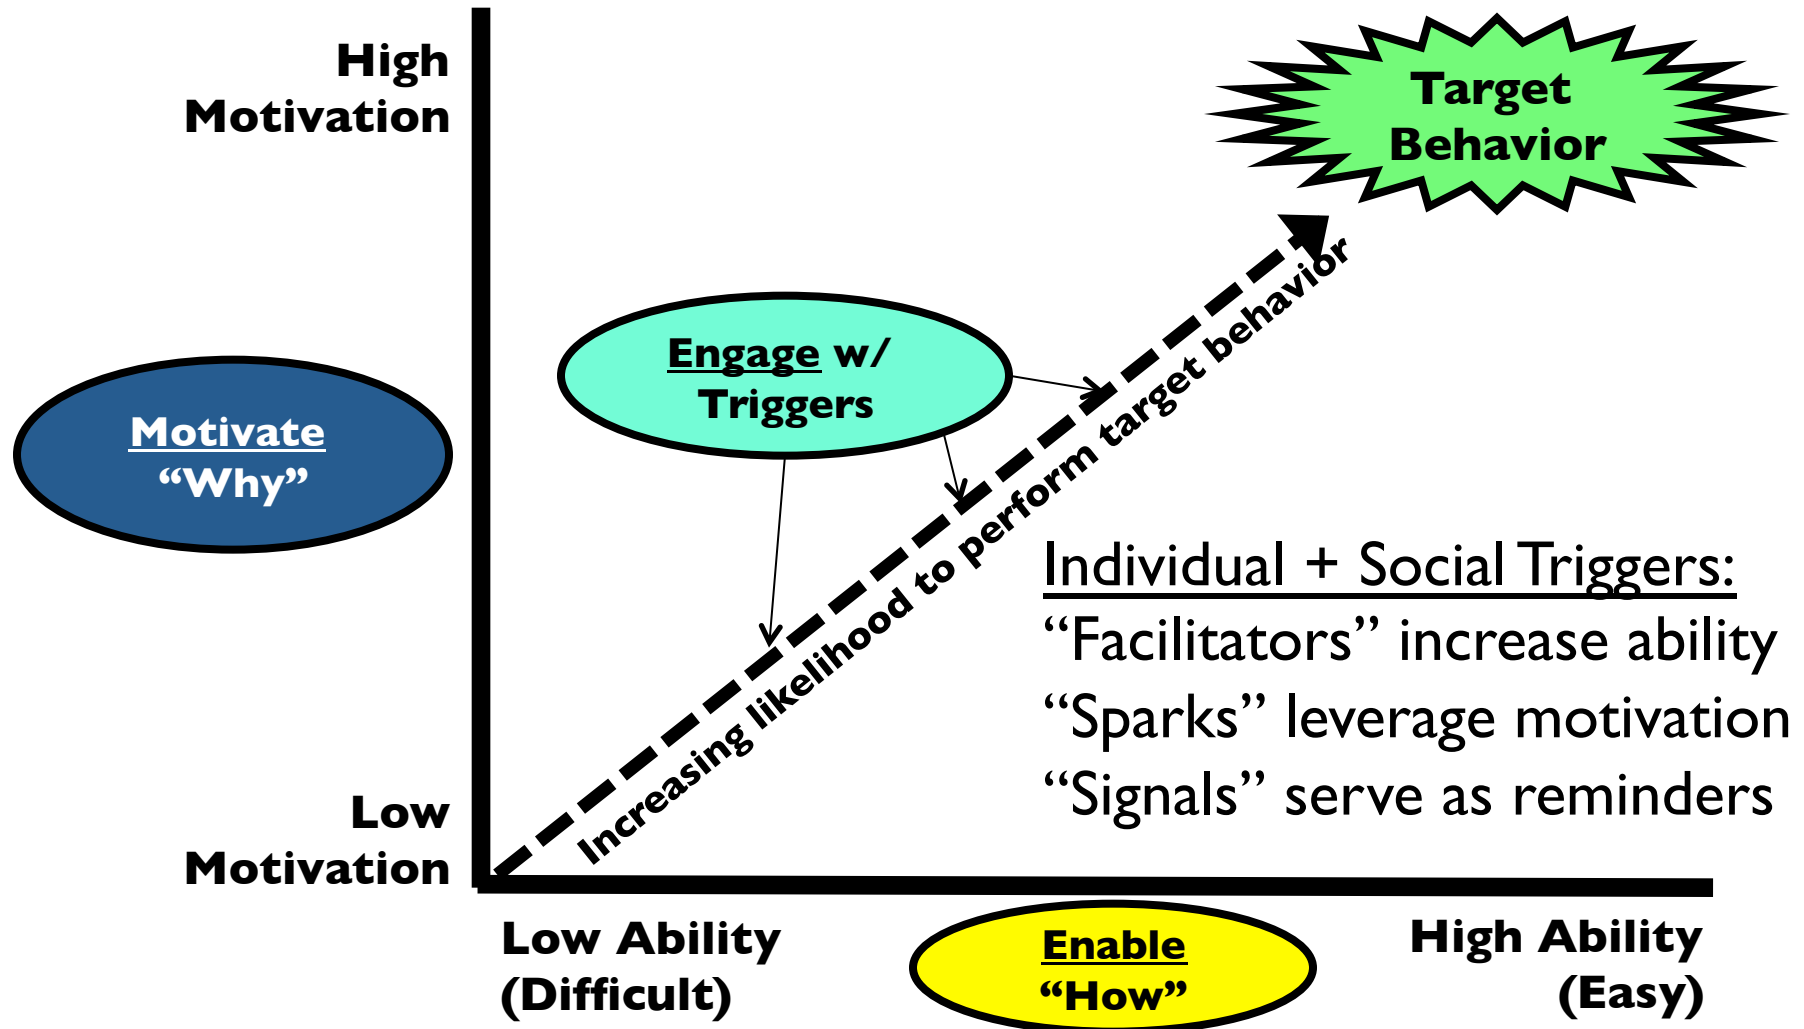 High
Motivation
Target
Behavior
Engage w/
Triggers
Motivate
“Why”
Increasing likelihood to perform target behavior
Individual + Social Triggers:
“Facilitators” increase ability
“Sparks” leverage motivation
“Signals” serve as reminders
Low
Motivation
Low Ability
(Difficult)
Enable
“How”
High Ability
(Easy)